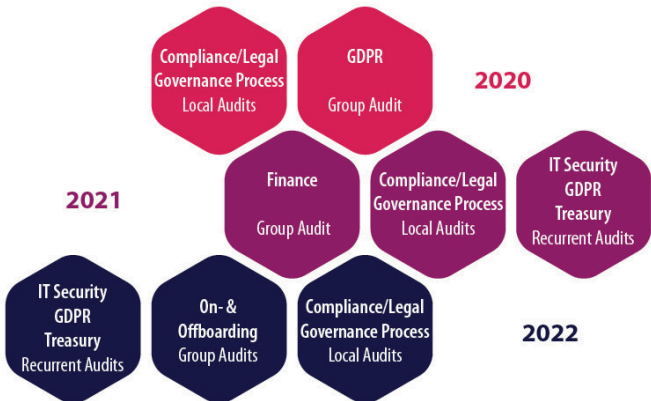 Compliance/Legal
Governance Process
Local Audits
GDPR
Group Audit
2020
2021
Finance
Group Audit
Compliance/Legal
Governance Process
Local Audits
IT Security
GDPR
Treasury
Recurrent Audits
IT Security
GDPR
Treasury
Recurrent Audits
On- &
Offboarding
Group Audits
Compliance/Legal
Governance Process
Local Audits
2022